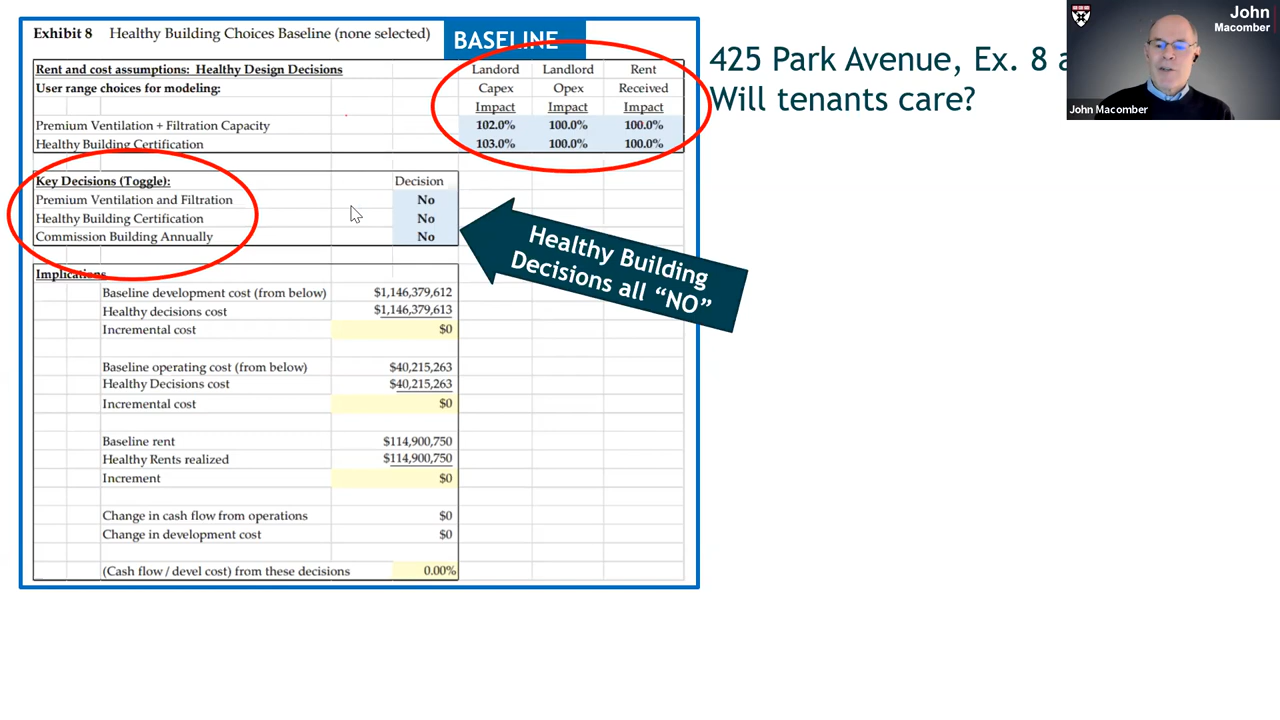 Exhibit 8 Healthy Building Choices Baseline (none selected)
BASELINE
Rent and cost assumptions: Healthy Design Decisions Landord Landlord Rent
User range choices for modeling: Capex Opex Received
Impact Impact Impact
Premium Ventilation + Filtration Capacity 102.0% 100.0% 100.0%
Healthy Building Certification 103.0% 100.0% 100.0%
Key Decisions (Toggle): Decision
Premium Ventilation and Filtration No
Healthy Building Certification No
Commission Building Annually No
Healthy Building
Decisions all “NO”
Implications
Baseline development cost (from below) $1,146,379,612
Healthy decisions cost $1,146,379,613
Incremental cost $0
Baseline operating cost (from below) $40,215,263
Healthy Decisions cost $40,215,263
Incremental cost $0
Baseline rent $114,900,750
Healthy Rents realized $114,900,750
Increment $0
Change in cash flow from operations $0
Change in development cost $0
(Cash flow / devel cost) from these decisions 0.00%
425 Park Avenue, Ex. 8
Will tenants care?
John
Macomber
John Macomber